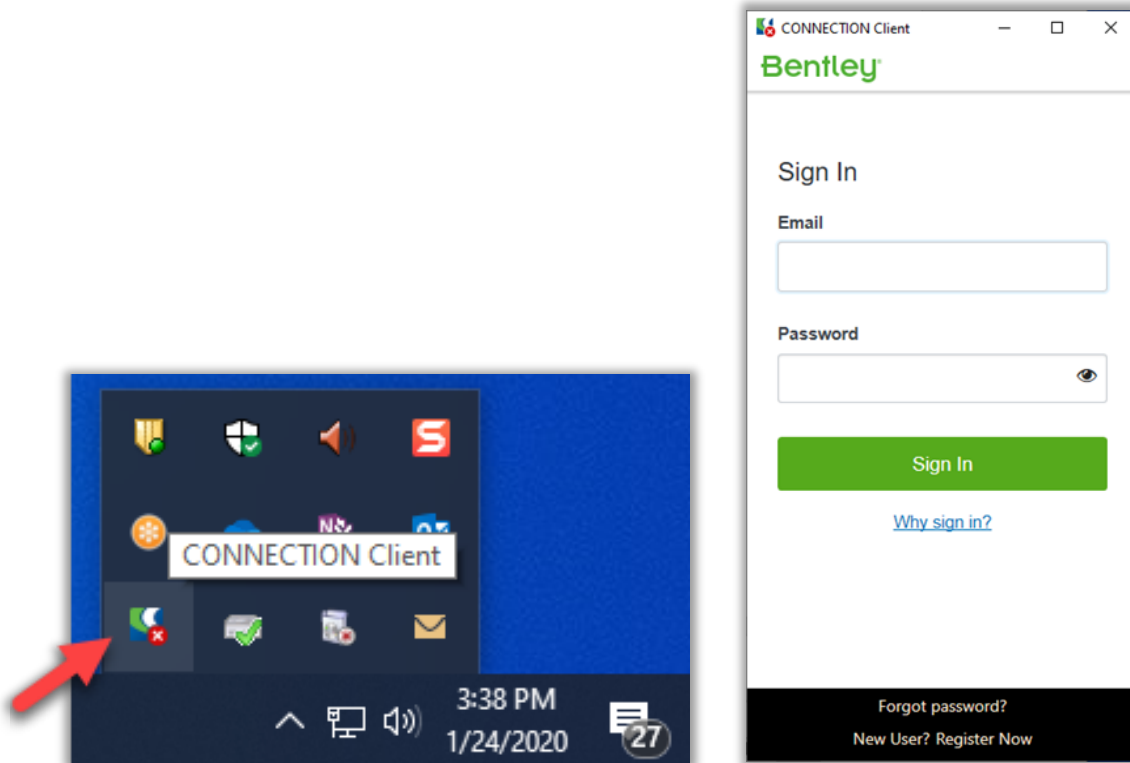 CONNECTION Client
Bentley
Sign In
Email
Password
Sign In
Why sign in?
Forgot password?
New User? Register Now
S
N
CONNECTION Client
3:38 PM
1/24/2020
27